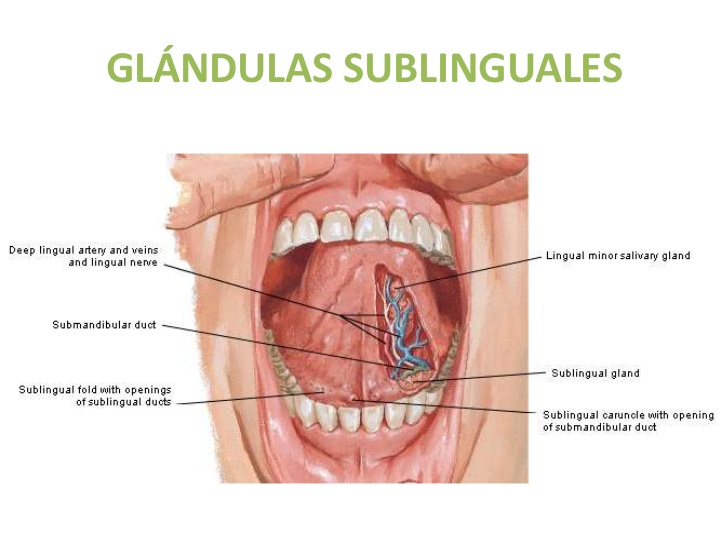 GLÁNDULAS SUBLINGUALES
Deep lingual artery and veins
and lingual nerve
Submandibular duct
Sublingual fold with openings
of sublingual ducts
Lingual minor salivary gland
Sublingual gland
Sublingual caruncle with opening
of submandibular duct